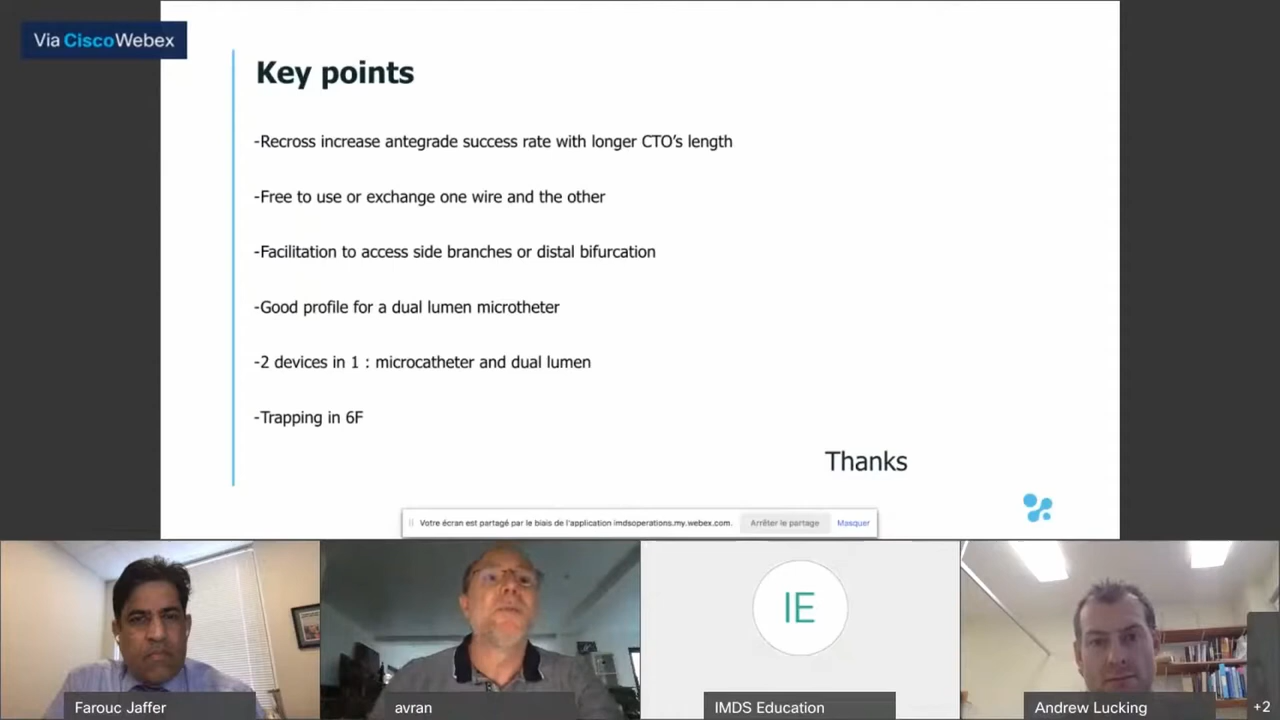 Via CiscoWebex
Key points
-Recross increase antegrade success rate with longer CTO's length
-Free to use or exchange one wire and the other
-Facilitation to access side branches or distal bifurcation
-Good profile for a dual lumen microtheter
-2 devices in 1 : microcatheter and dual lumen
-Trapping in 6F
Thanks
Votre écran est partagé par le biais de l'application imdsoperations.my.webex.com.
Arrêter le partage
Masquer
IE
Farouc Jaffer
avran
IMDS Education
Andrew Lucking
+2